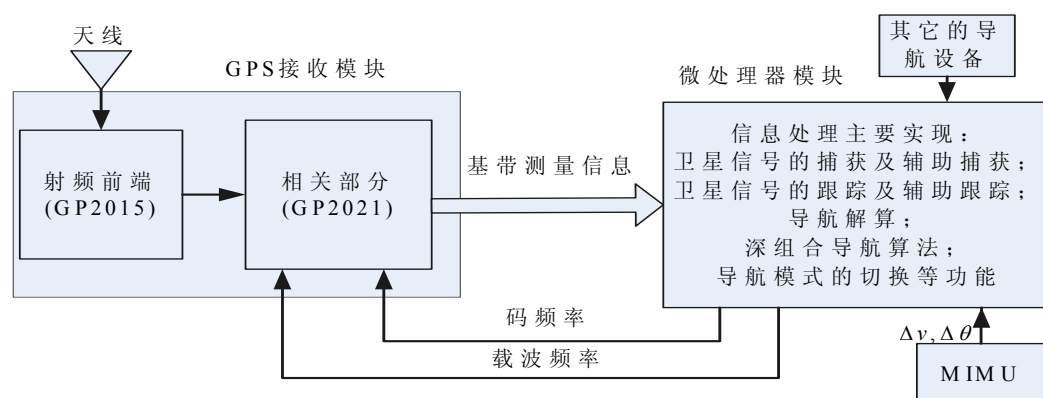 天线
GPS接收模块
射频前端
(GP2015)
相关部分
(GP2021)
基带测量信息
微处理器模块
其它的导
航设备
信息处理主要实现：
卫星信号的捕获及辅助捕获；
卫星信号的跟踪及辅助跟踪；
导航解算；
深组合导航算法；
导航模式的切换等功能
码频率
载波频率
Δv,Δθ
MIMU